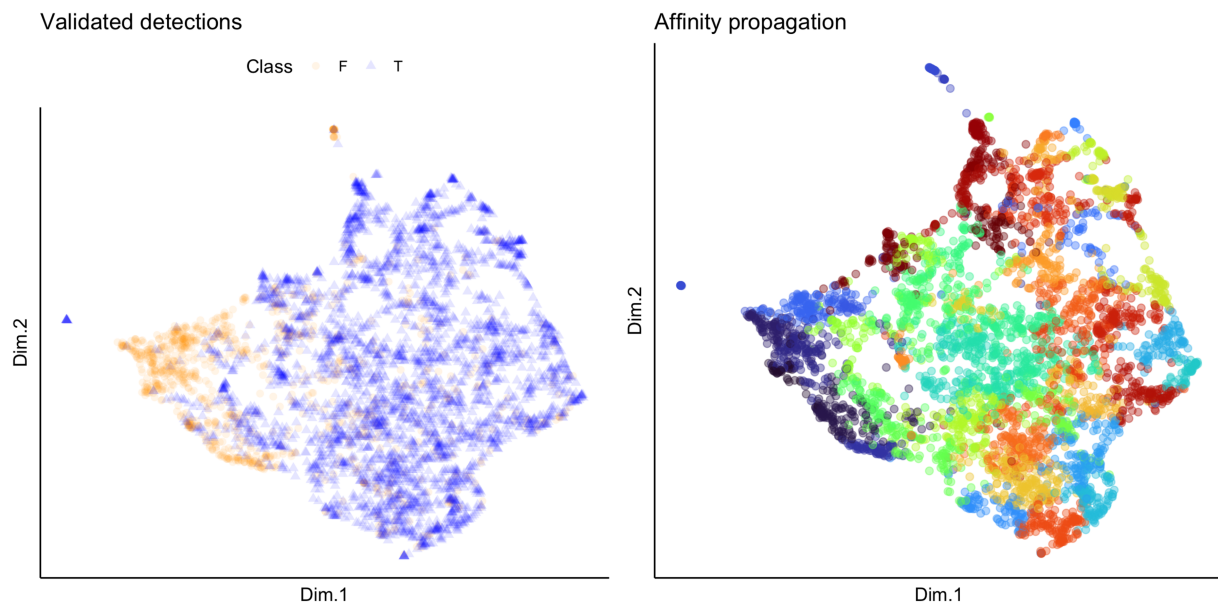 Validated detections
Class F T
Dim.2
Dim.1
Affinity propagation
Dim.2
Dim.1